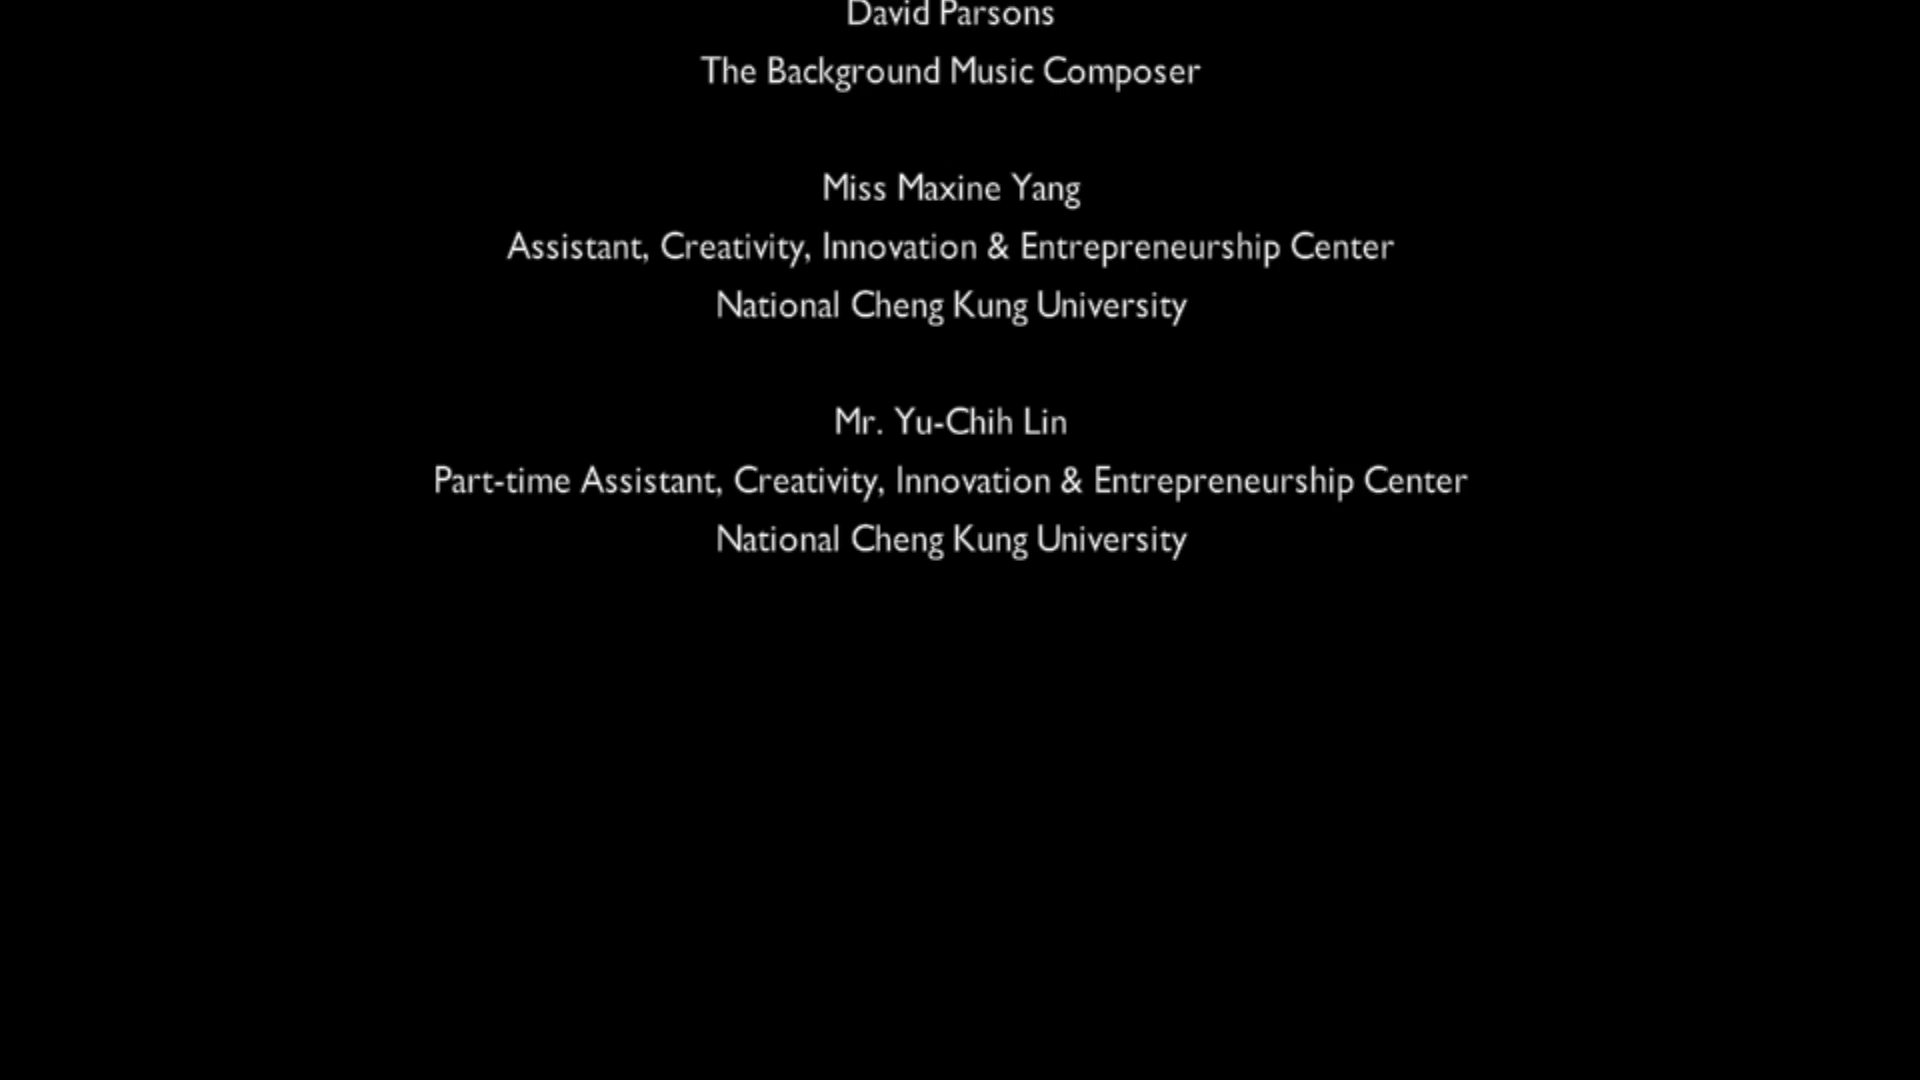 David Parsons
The Background Music Composer
Miss Maxine Yang
Assistant, Creativity, Innovation & Entrepreneurship Center
National Cheng Kung University
Mr. Yu-Chih Lin
Part-time Assistant, Creativity, Innovation & Entrepreneurship Center
National Cheng Kung University